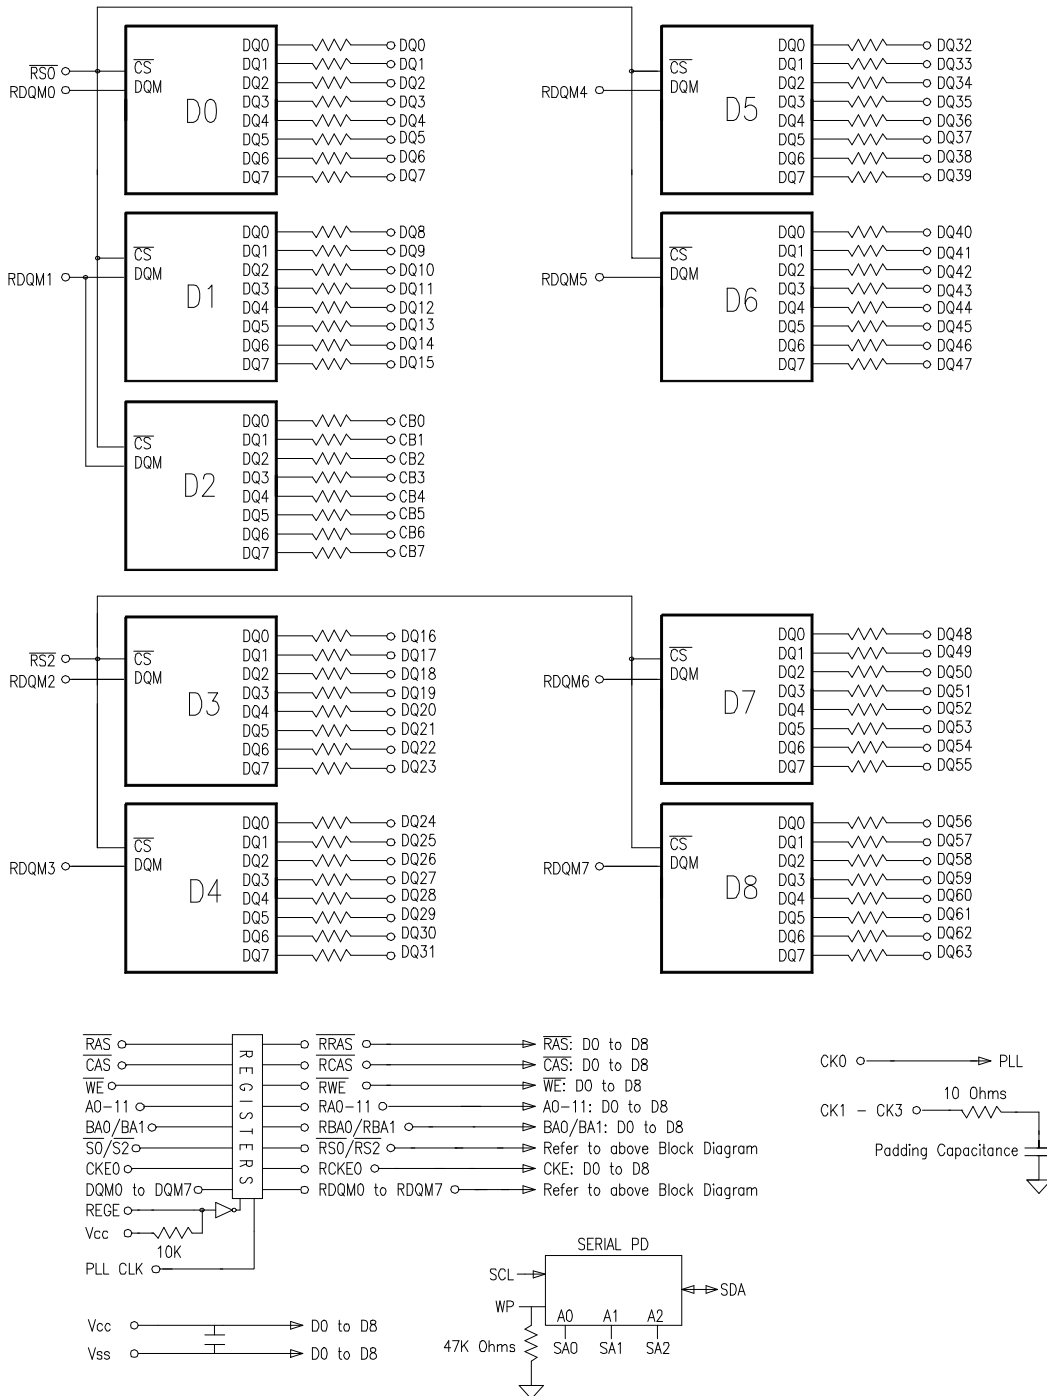 RS0
RDQM0
CS
DQM
D0
DQ0 DQ0
DQ1 DQ1
DQ2 DQ2
DQ3 DQ3
DQ4 DQ4
DQ5 DQ5
DQ6 DQ6
DQ7 DQ7
RDQM4
CS
DQM
D5
DQ0 DQ32
DQ1 DQ33
DQ2 DQ34
DQ3 DQ35
DQ4 DQ36
DQ5 DQ37
DQ6 DQ38
DQ7 DQ39
RDQM1
CS
DQM
D1
DQ0 DQ8
DQ1 DQ9
DQ2 DQ10
DQ3 DQ11
DQ4 DQ12
DQ5 DQ13
DQ6 DQ14
DQ7 DQ15
RDQM5
CS
DQM
D6
DQ0 DQ40
DQ1 DQ41
DQ2 DQ42
DQ3 DQ43
DQ4 DQ44
DQ5 DQ45
DQ6 DQ46
DQ7 DQ47
CS
DQM
D2
DQ0 CB0
DQ1 CB1
DQ2 CB2
DQ3 CB3
DQ4 CB4
DQ5 CB5
DQ6 CB6
DQ7 CB7
RS2
RDQM2
CS
DQM
D3
DQ0 DQ16
DQ1 DQ17
DQ2 DQ18
DQ3 DQ19
DQ4 DQ20
DQ5 DQ21
DQ6 DQ22
DQ7 DQ23
RDQM6
CS
DQM
D7
DQ0 DQ48
DQ1 DQ49
DQ2 DQ50
DQ3 DQ51
DQ4 DQ52
DQ5 DQ53
DQ6 DQ54
DQ7 DQ55
RDQM3
CS
DQM
D4
DQ0 DQ24
DQ1 DQ25
DQ2 DQ26
DQ3 DQ27
DQ4 DQ28
DQ5 DQ29
DQ6 DQ30
DQ7 DQ31
RDQM7
CS
DQM
D8
DQ0 DQ56
DQ1 DQ57
DQ2 DQ58
DQ3 DQ59
DQ4 DQ60
DQ5 DQ61
DQ6 DQ62
DQ7 DQ63
REGISTERS
RAS RRAS RAS: D0 to D8
CAS RCAS CAS: D0 to D8
WE RWE WE: D0 to D8
A0-11 RA0-11 A0-11: D0 to D8
BA0/BA1 RBA0/RBA1 BA0/BA1: D0 to D8
S0/S2 RS0/RS2 Refer to above Block Diagram
CKE0 RCKE0 CKE: D0 to D8
DQM0 to DQM7 RDQM0 to RDQM7 Refer to above Block Diagram
REGE
Vcc
10K
PLL CLK
CK0 PLL
10 Ohms
CK1 - CK3
Padding Capacitance
Vcc D0 to D8
Vss D0 to D8
SERIAL PD
SCL
SDA
WP
A0 A1 A2
47K Ohms
SA0 SA1 SA2